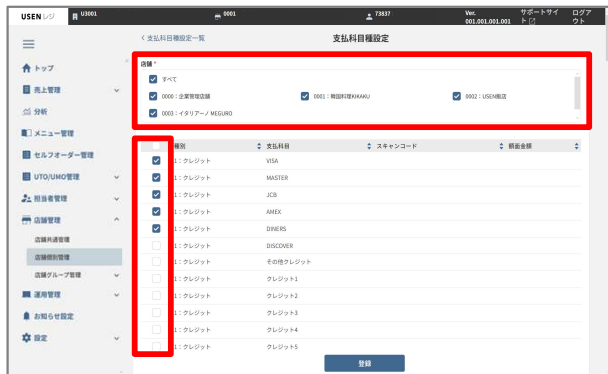 USEN レジ U3001 0001 73837 Ver. 001.001.001.001 サポートサイト ログアウト
< 支払科目種設定一覧 支払科目種設定
トップ
売上管理
分析
メニュー管理
セルフオーダー管理
UTO/UMO管理
担当者管理
店舗管理
店舗共通管理
店舗個別管理
店舗グループ管理
運用管理
お知らせ設定
設定
店舗 *
すべて
0000：企業管理店舗 0001：韓国料理KIKAKU 0002：USEN飯店
0003：イタリアーノ MEGURO
種別 支払科目 スキャンコード 額面金額
1：クレジット VISA
1：クレジット MASTER
1：クレジット JCB
1：クレジット AMEX
1：クレジット DINERS
1：クレジット DISCOVER
1：クレジット その他クレジット
1：クレジット クレジット1
1：クレジット クレジット2
1：クレジット クレジット3
1：クレジット クレジット4
1：クレジット クレジット5
登録